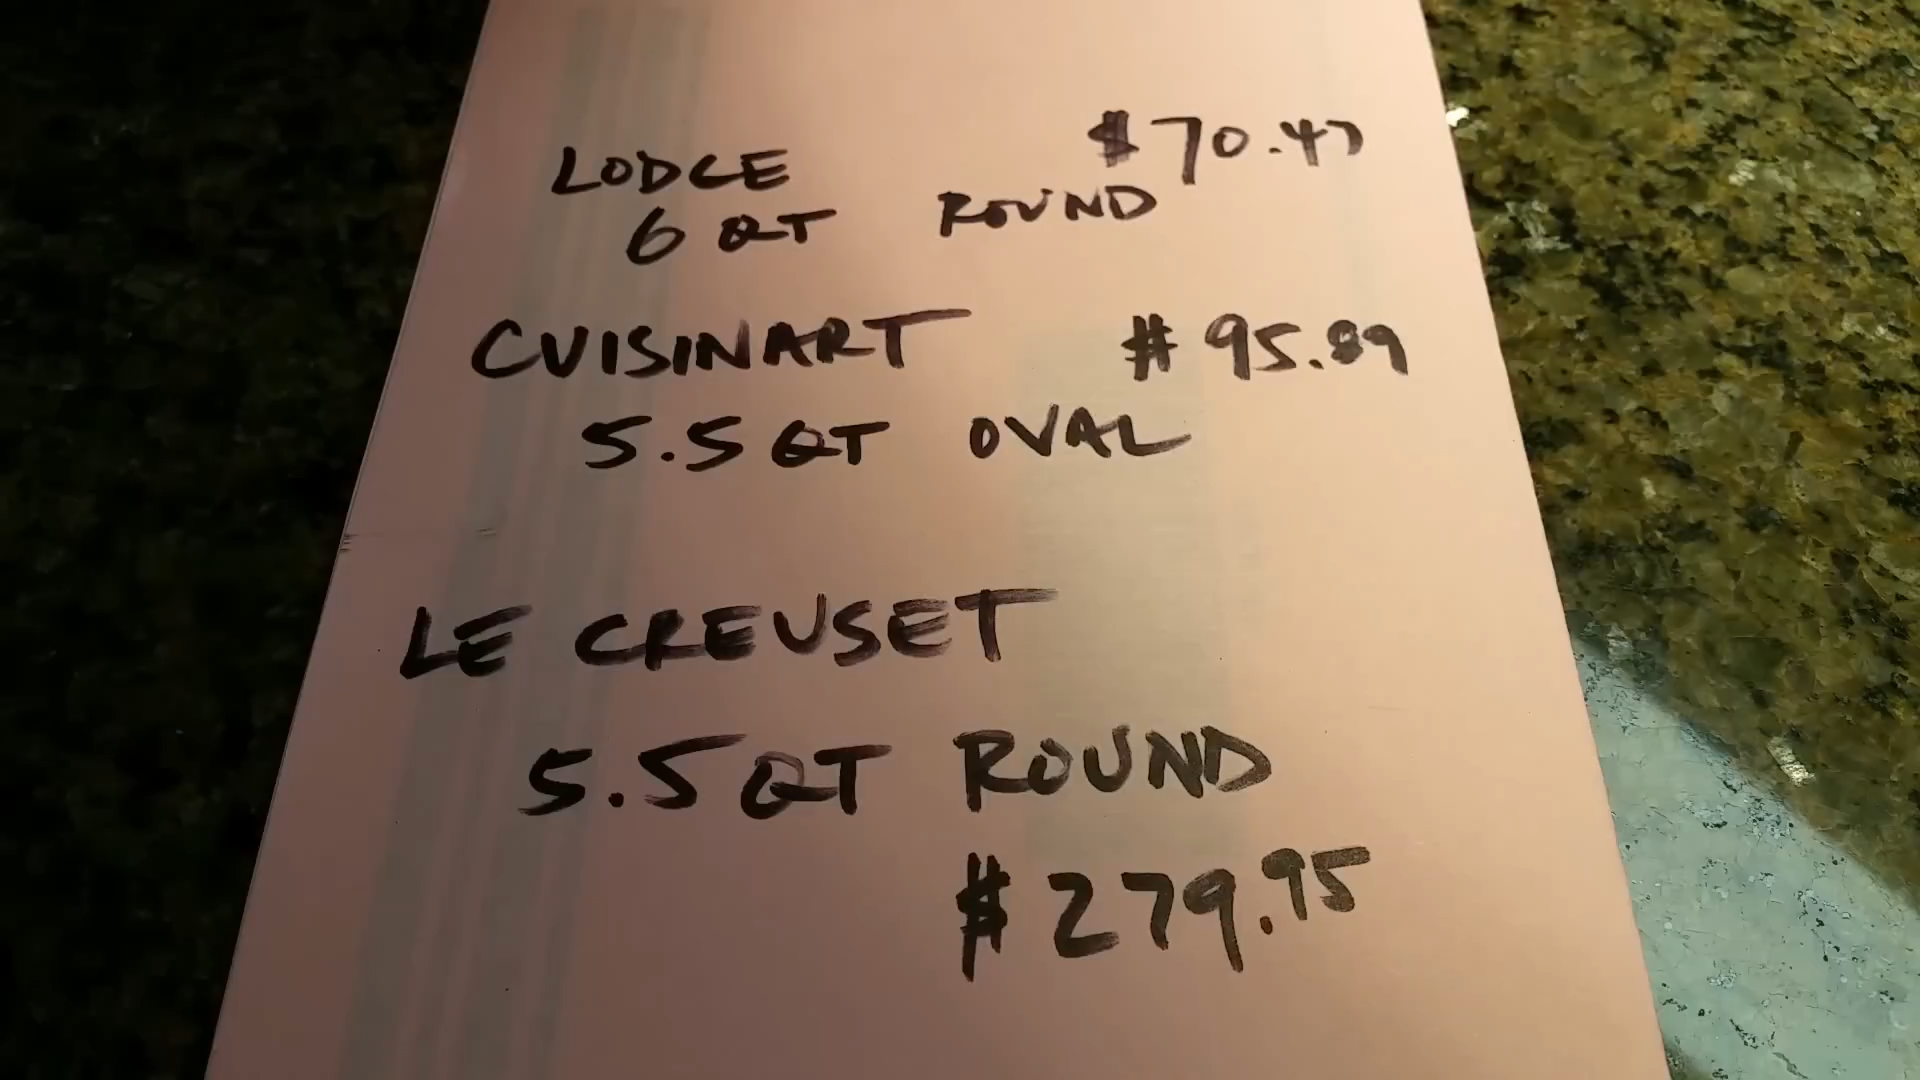 LODGE $70.47
6 QT ROUND
CUISINART $95.89
5.5 QT OVAL
LE CREUSET
5.5 QT ROUND
$279.95